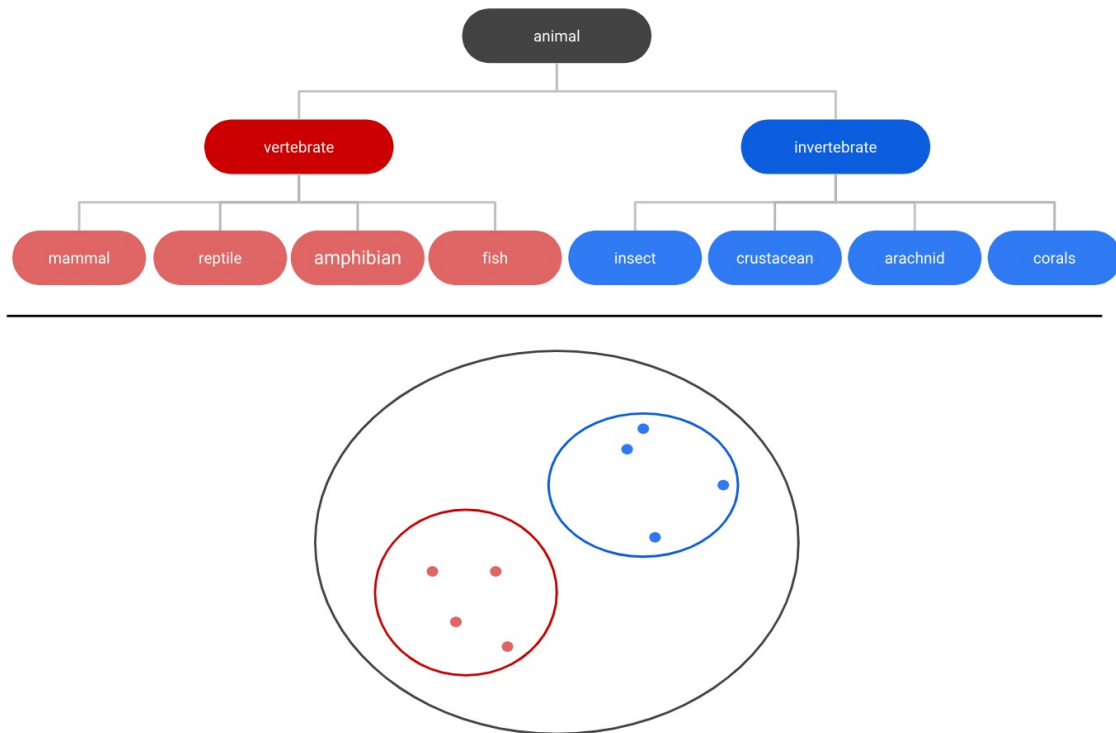 animal
vertebrate
invertebrate
mammal
reptile
amphibian
fish
insect
crustacean
arachnid
corals